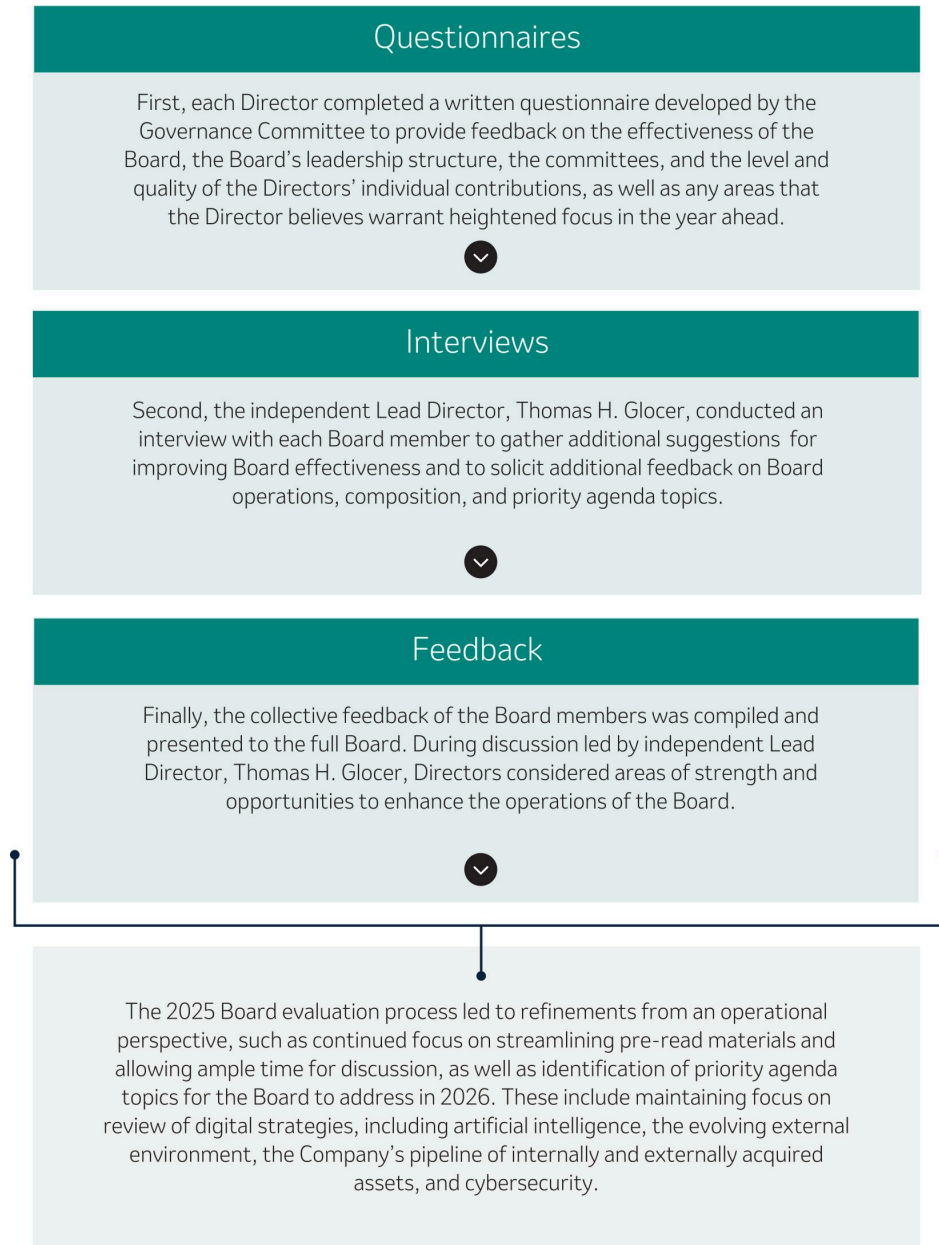 Questionnaires
First, each Director completed a written questionnaire developed by the
Governance Committee to provide feedback on the effectiveness of the
Board, the Board’s leadership structure, the committees, and the level and
quality of the Directors’ individual contributions, as well as any areas that
the Director believes warrant heightened focus in the year ahead.
Interviews
Second, the independent Lead Director, Thomas H. Glocer, conducted an
interview with each Board member to gather additional suggestions for
improving Board effectiveness and to solicit additional feedback on Board
operations, composition, and priority agenda topics.
Feedback
Finally, the collective feedback of the Board members was compiled and
presented to the full Board. During discussion led by independent Lead
Director, Thomas H. Glocer, Directors considered areas of strength and
opportunities to enhance the operations of the Board.
The 2025 Board evaluation process led to refinements from an operational
perspective, such as continued focus on streamlining pre-read materials and
allowing ample time for discussion, as well as identification of priority agenda
topics for the Board to address in 2026. These include maintaining focus on
review of digital strategies, including artificial intelligence, the evolving external
environment, the Company’s pipeline of internally and externally acquired
assets, and cybersecurity.